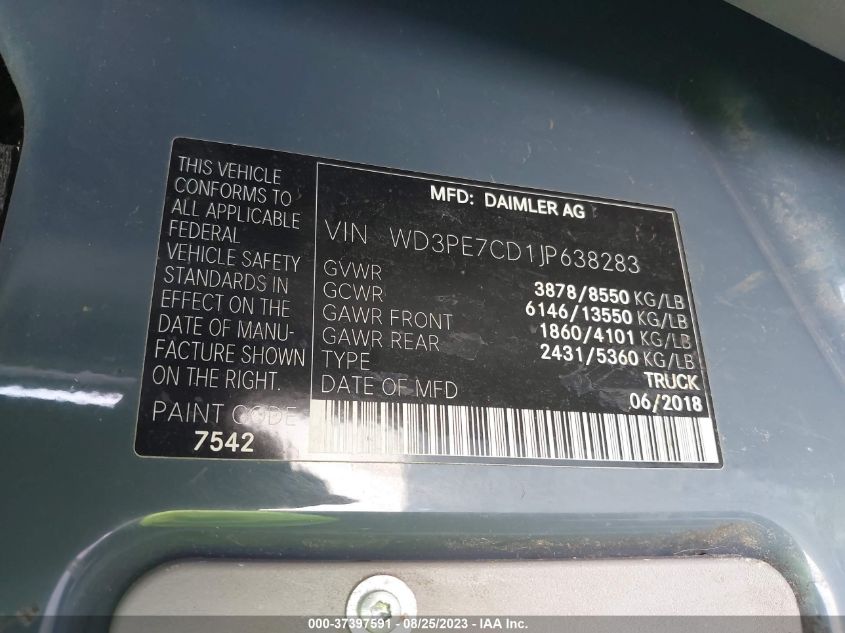 THIS VEHICLE
CONFORMS TO
ALL APPLICABLE
FEDERAL
VEHICLE SAFETY
STANDARDS IN
EFFECT ON THE
DATE OF MANU-
FACTURE SHOWN
ON THE RIGHT.
PAINT CODE
7542
MFD: DAIMLER AG
VIN WD3PE7CD1JP638283
GVWR 3878/8550 KG/LB
GCWR 6146/13550 KG/LB
GAWR FRONT 1860/4101 KG/LB
GAWR REAR 2431/5360 KG/LB
TYPE TRUCK
DATE OF MFD 06/2018
000-37397591 - 08/25/2023 - IAA Inc.